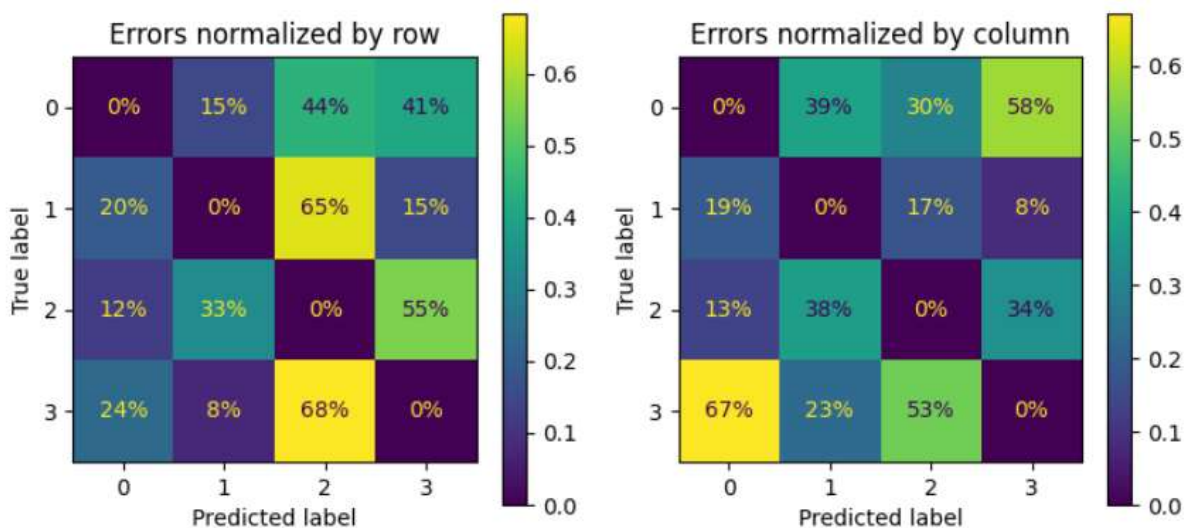 Errors normalized by row
0% 15% 44% 41%
20% 0% 65% 15%
12% 33% 0% 55%
24% 8% 68% 0%
0
1
2
3
True label
0 1 2 3
Predicted label
0.6
0.5
0.4
0.3
0.2
0.1
0.0
Errors normalized by column
0% 39% 30% 58%
19% 0% 17% 8%
13% 38% 0% 34%
67% 23% 53% 0%
0
1
2
3
True label
0 1 2 3
Predicted label
0.6
0.5
0.4
0.3
0.2
0.1
0.0